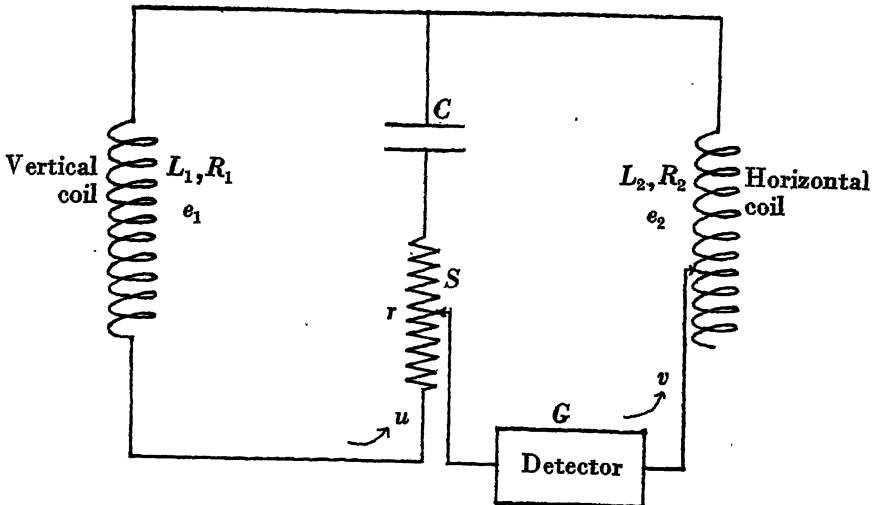 C
Vertical
coil
L₁,R₁
e₁
L₂,R₂
e₂
Horizontal
coil
S
r
u
v
G
Detector